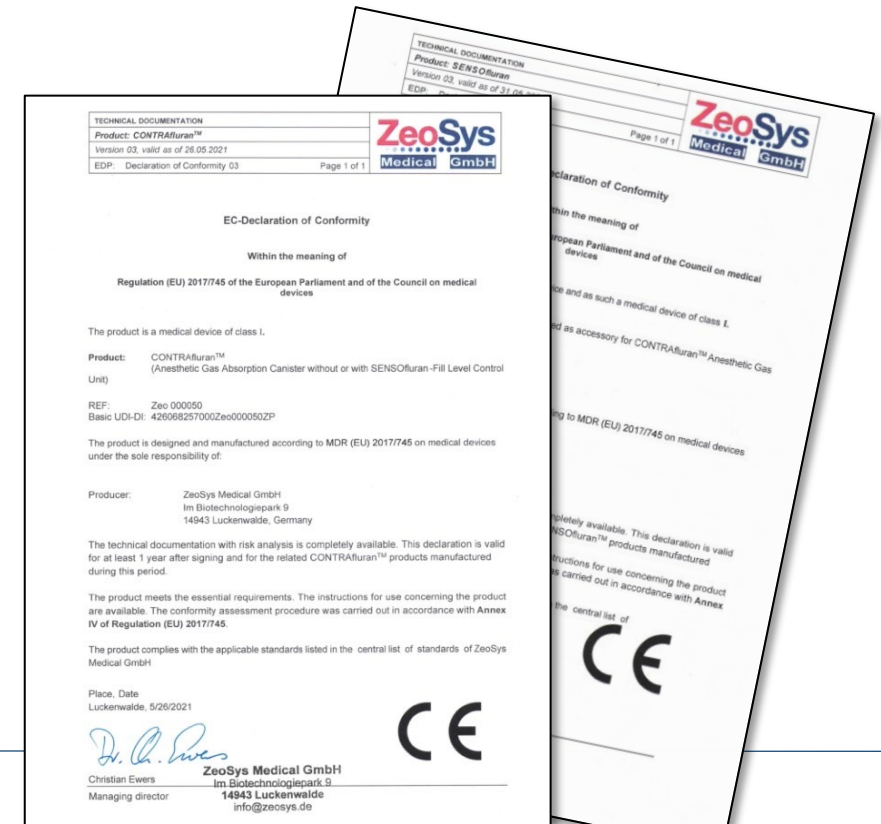 TECHNICAL DOCUMENTATION
Product: CONTRAfluran™
Version 03, valid as of 26.05.2021
EDP: Declaration of Conformity 03 Page 1 of 1
ZeoSys
Medical GmbH
EC-Declaration of Conformity
Within the meaning of
Regulation (EU) 2017/745 of the European Parliament and of the Council on medical
devices
The product is a medical device of class I.
Product: CONTRAfluran™
(Anesthetic Gas Absorption Canister without or with SENSOfluran-Fill Level Control
Unit)
REF: Zeo 000050
Basic UDI-DI: 426068257000Zeo000050ZP
The product is designed and manufactured according to MDR (EU) 2017/745 on medical devices
under the sole responsibility of:
Producer: ZeoSys Medical GmbH
Im Biotechnologiepark 9
14943 Luckenwalde, Germany
The technical documentation with risk analysis is completely available. This declaration is valid
for at least 1 year after signing and for the related CONTRAfluran™ products manufactured
during this period.
The product meets the essential requirements. The instructions for use concerning the product
are available. The conformity assessment procedure was carried out in accordance with Annex
IV of Regulation (EU) 2017/745.
The product complies with the applicable standards listed in the central list of standards of ZeoSys
Medical GmbH
Place, Date
Luckenwalde, 5/26/2021
CE
Dr. Ch. Ewers
Christian Ewers
Managing director
ZeoSys Medical GmbH
Im Biotechnologiepark 9
14943 Luckenwalde
info@zeosys.de
TECHNICAL DOCUMENTATION
Product: SENSOfluran
Version 03, valid as of 31.05
EDP:
Page 1 of 1
ZeoSys
Medical GmbH
eclaration of Conformity
thin the meaning of
ropean Parliament and of the Council on medical
devices
ice and as such a medical device of class I.
ed as accessory for CONTRAfluran™ Anesthetic Gas
ing to MDR (EU) 2017/745 on medical devices
pletely available. This declaration is valid
NSOfluran™ products manufactured
tructions for use concerning the product
s carried out in accordance with Annex
the central list of
CE